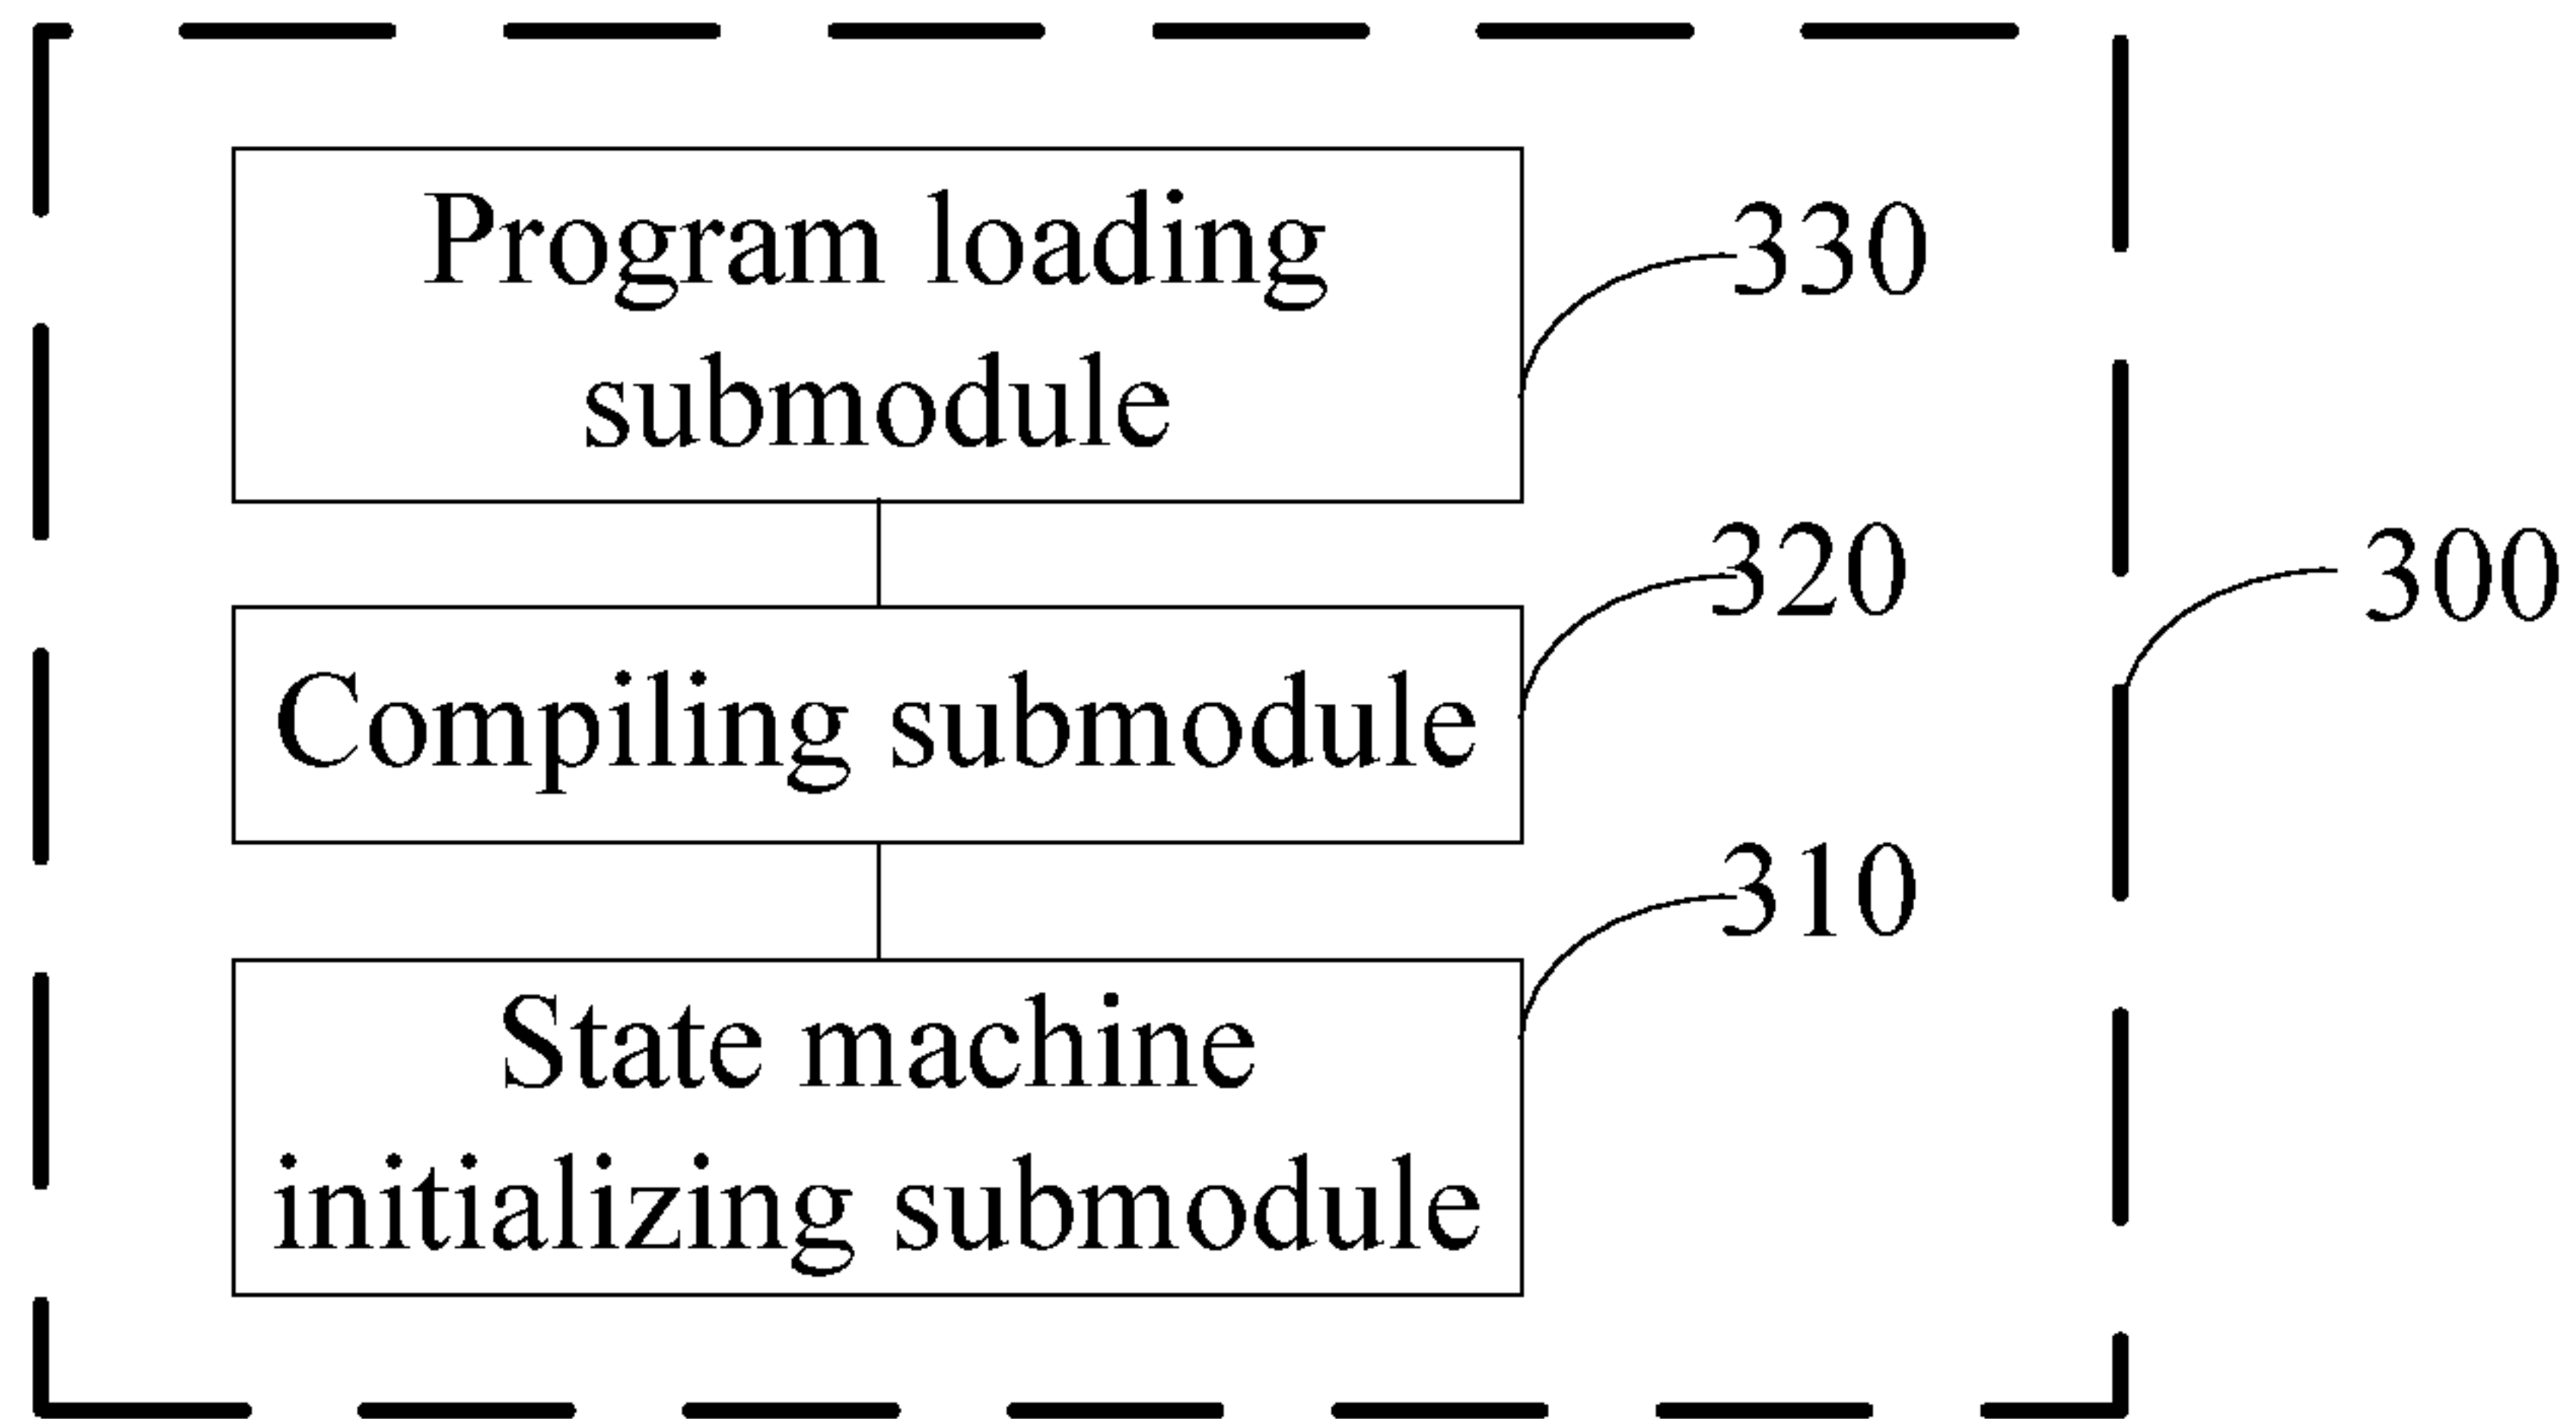 Program loading
submodule
330
Compiling submodule
320
300
State machine
initializing submodule
310